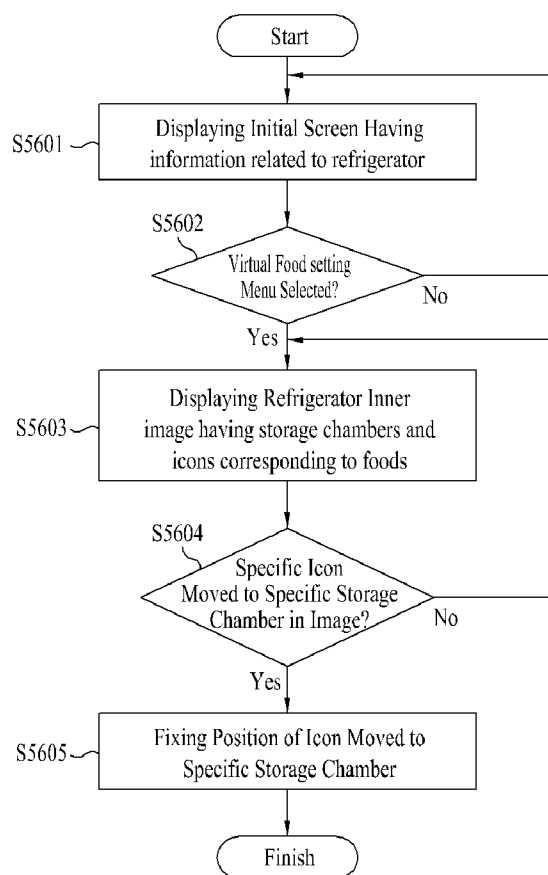 Start
S5601
Displaying Initial Screen Having
information related to refrigerator
S5602
Virtual Food setting
Menu Selected?
No
Yes
S5603
Displaying Refrigerator Inner
image having storage chambers and
icons corresponding to foods
S5604
Specific Icon
Moved to Specific Storage
Chamber in Image?
No
Yes
S5605
Fixing Position of Icon Moved to
Specific Storage Chamber
Finish